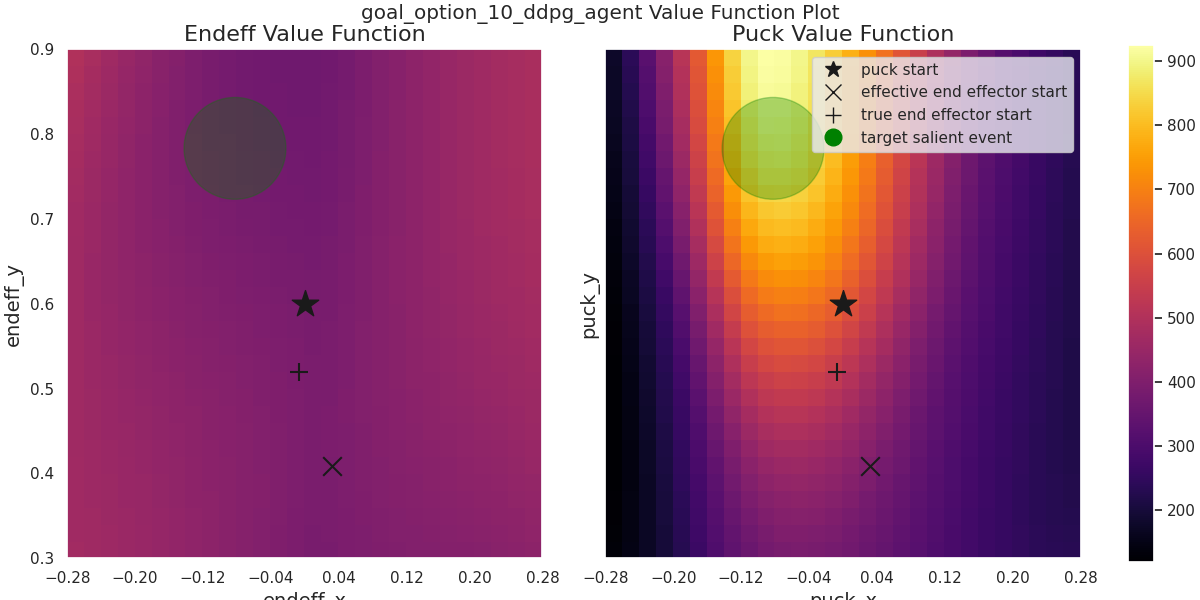 goal_option_10_ddpg_agent Value Function Plot
Endeff Value Function
Puck Value Function
0.9
0.8
0.7
0.6
0.5
0.4
0.3
endeff_y
−0.28 −0.20 −0.12 −0.04 0.04 0.12 0.20 0.28
endeff_x
puck_y
puck start
effective end effector start
true end effector start
target salient event
−0.28 −0.20 −0.12 −0.04 0.04 0.12 0.20 0.28
puck_x
900
800
700
600
500
400
300
200